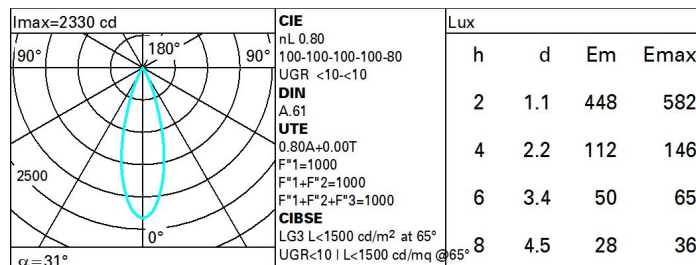 Imax=2330 cd
90°
180°
90°
2500
0°
α=31°
CIE
nL 0.80
100-100-100-100-80
UGR <10-<10
DIN
A.61
UTE
0.80A+0.00T
F"1=1000
F"1+F"2=1000
F"1+F"2+F"3=1000
CIBSE
LG3 L<1500 cd/m² at 65°
UGR<10 | L<1500 cd/mq @65°
Lux
h d Em Emax
2 1.1 448 582
4 2.2 112 146
6 3.4 50 65
8 4.5 28 36